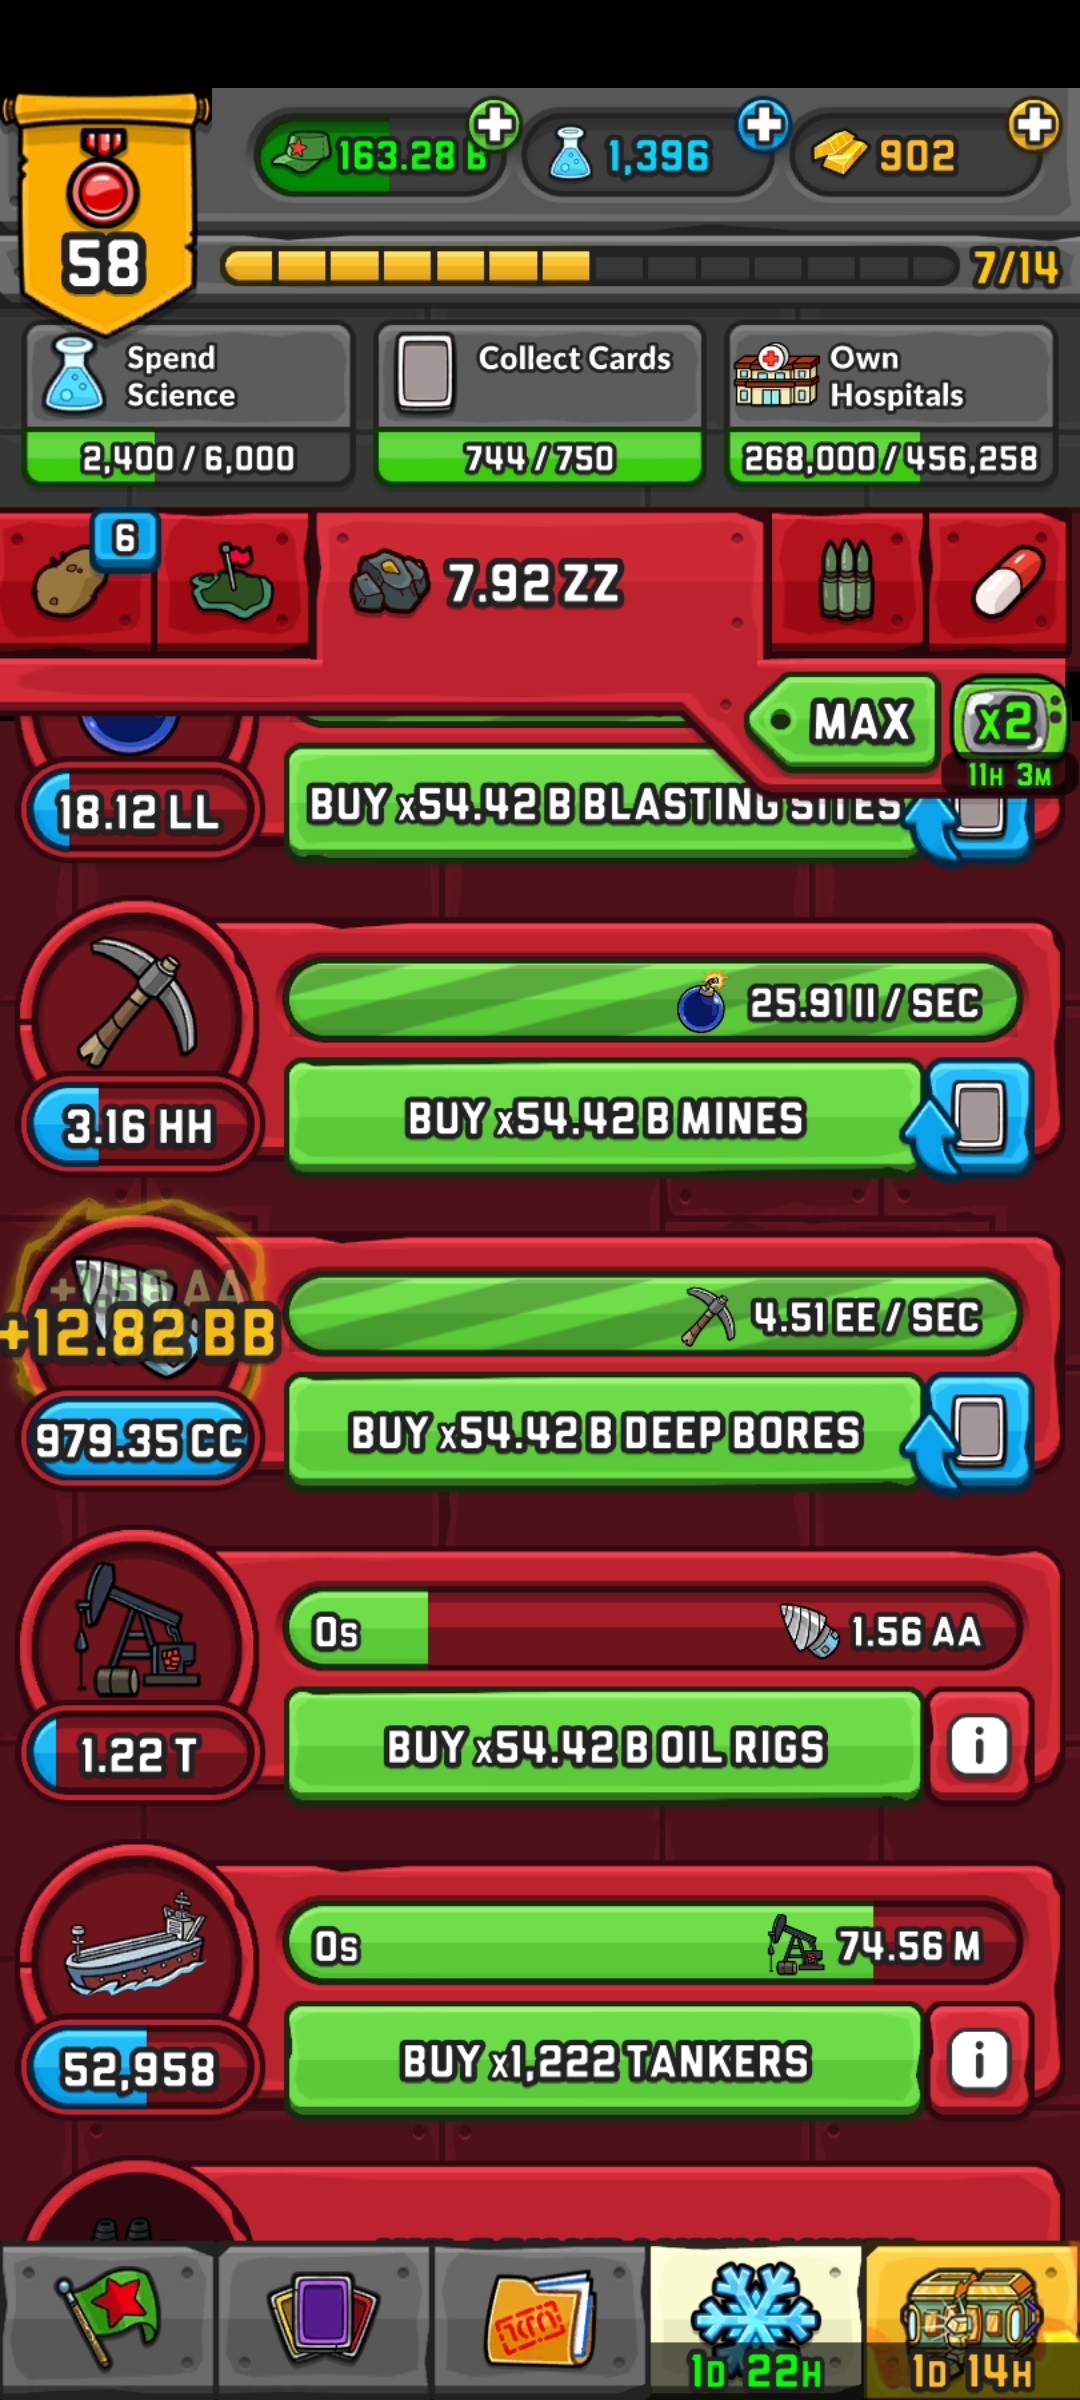 58
163.28 B
1,396
902
7/14
Spend
Science
2,400 / 6,000
Collect Cards
744 / 750
Own
Hospitals
268,000 / 456,258
6
7.92 ZZ
MAX
x2
11H 3M
18.12 LL
BUY x54.42 B BLASTING SITES
25.91 II / SEC
3.16 HH
BUY x54.42 B MINES
+1.56 AA
+12.82 BB
4.51 EE / SEC
979.35 CC
BUY x54.42 B DEEP BORES
0s
1.56 AA
1.22 T
BUY x54.42 B OIL RIGS
i
0s
74.56 M
52,958
BUY x1,222 TANKERS
i
1D 22H
1D 14H